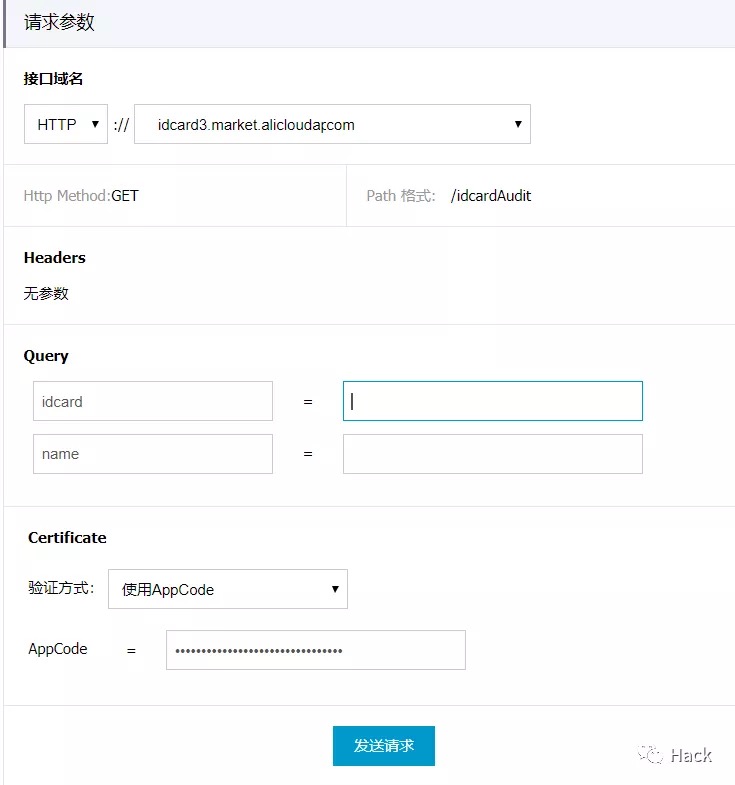 请求参数
接口域名
HTTP :// idcard3.market.alicloudapi.com
Http Method:GET Path 格式： /idcardAudit
Headers
无参数
Query
idcard =
name =
Certificate
验证方式： 使用AppCode
AppCode = ••••••••••••••••••••••••••••••••
发送请求
Hack